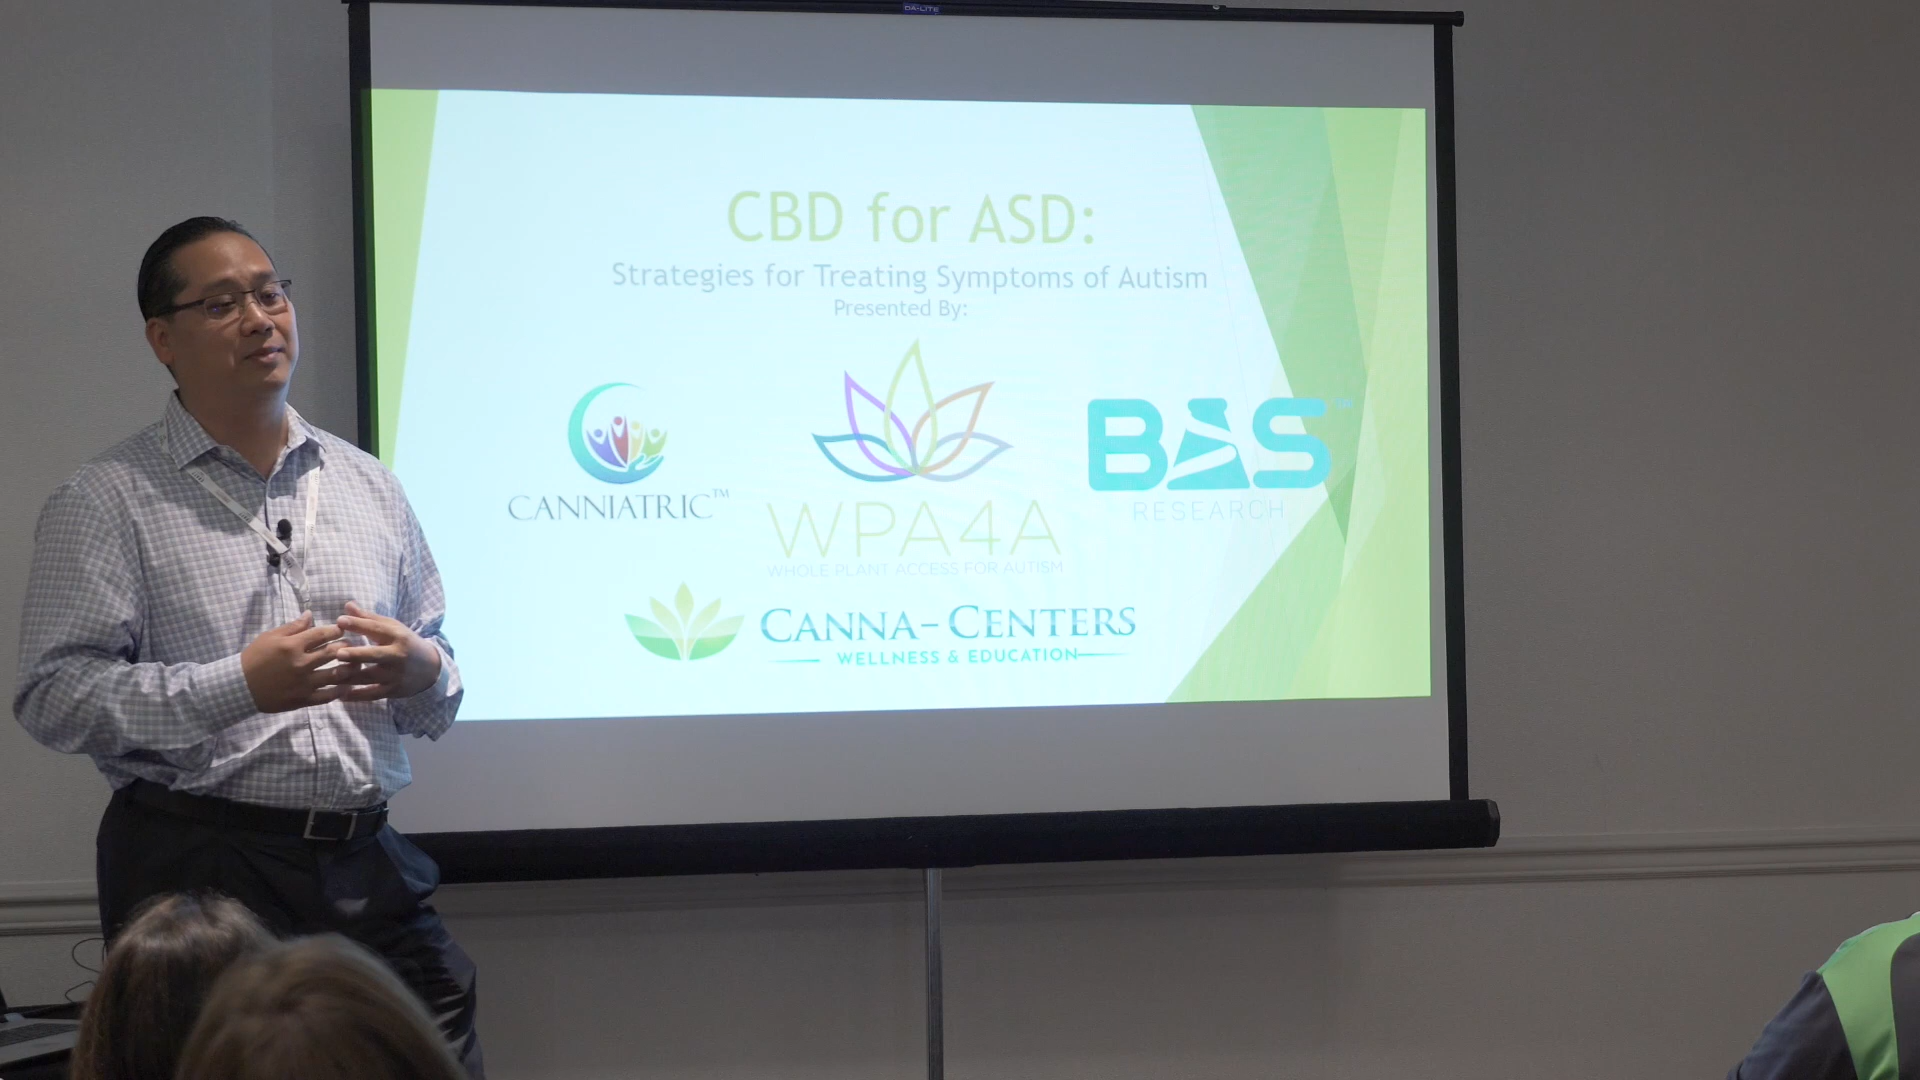 DA-LITE
CBD for ASD:
Strategies for Treating Symptoms of Autism
Presented By:
CANNIATRIC™
WPA4A
WHOLE PLANT ACCESS FOR AUTISM
BAS™
RESEARCH
CANNA-CENTERS
WELLNESS & EDUCATION